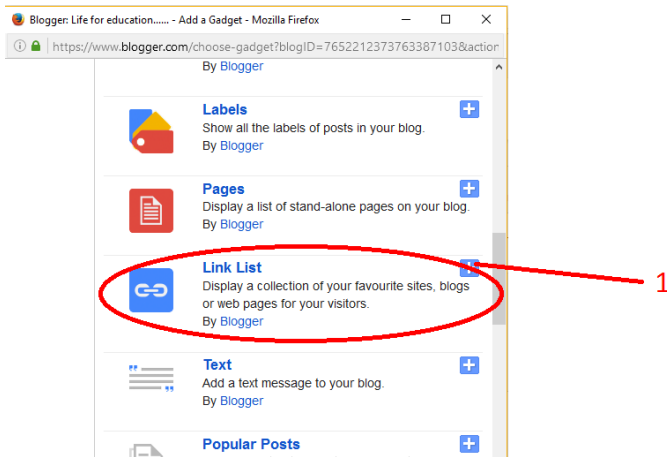 Blogger: Life for education...... - Add a Gadget - Mozilla Firefox
https://www.blogger.com/choose-gadget?blogID=7652212373763387103&action
By Blogger
Labels
Show all the labels of posts in your blog.
By Blogger
Pages
Display a list of stand-alone pages on your blog.
By Blogger
Link List
Display a collection of your favourite sites, blogs
or web pages for your visitors.
By Blogger
1
Text
Add a text message to your blog.
By Blogger
Popular Posts